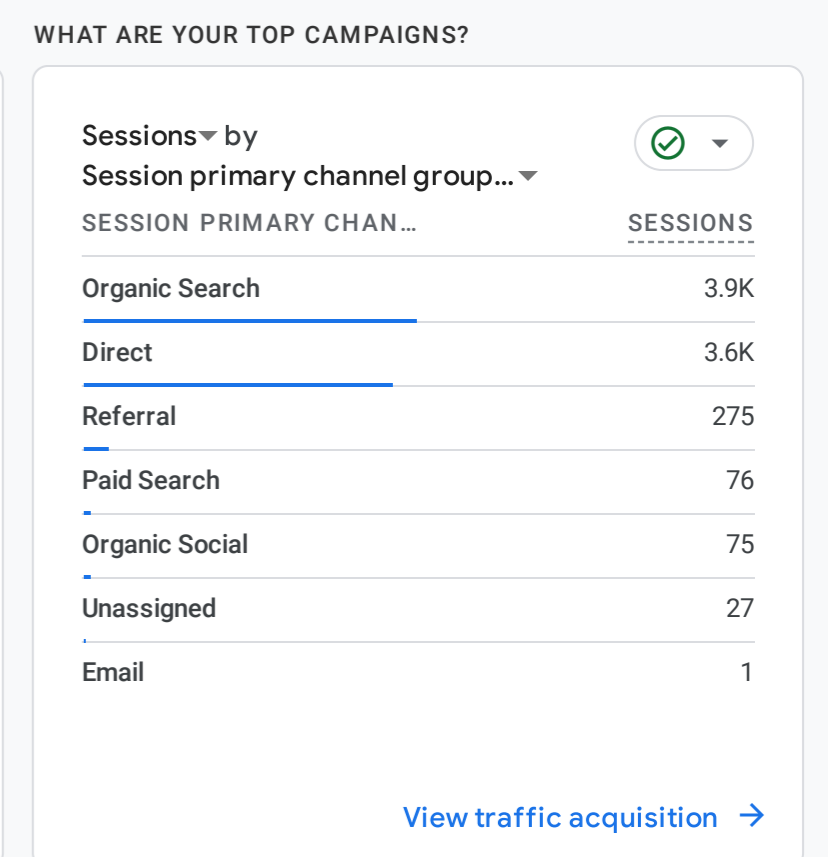 WHAT ARE YOUR TOP CAMPAIGNS?
Sessions by
Session primary channel group...
SESSION PRIMARY CHAN... SESSIONS
Organic Search 3.9K
Direct 3.6K
Referral 275
Paid Search 76
Organic Social 75
Unassigned 27
Email 1
View traffic acquisition